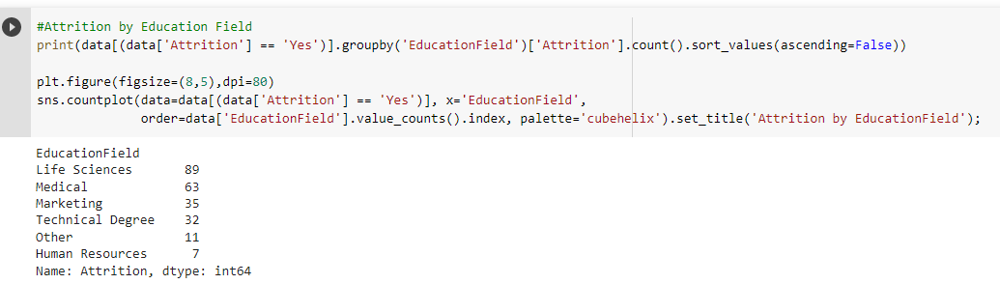 #Attrition by Education Field
print(data[(data['Attrition'] == 'Yes')].groupby('EducationField')['Attrition'].count().sort_values(ascending=False))
plt.figure(figsize=(8,5),dpi=80)
sns.countplot(data=data[(data['Attrition'] == 'Yes')], x='EducationField',
order=data['EducationField'].value_counts().index, palette='cubehelix').set_title('Attrition by EducationField');
EducationField
Life Sciences 89
Medical 63
Marketing 35
Technical Degree 32
Other 11
Human Resources 7
Name: Attrition, dtype: int64